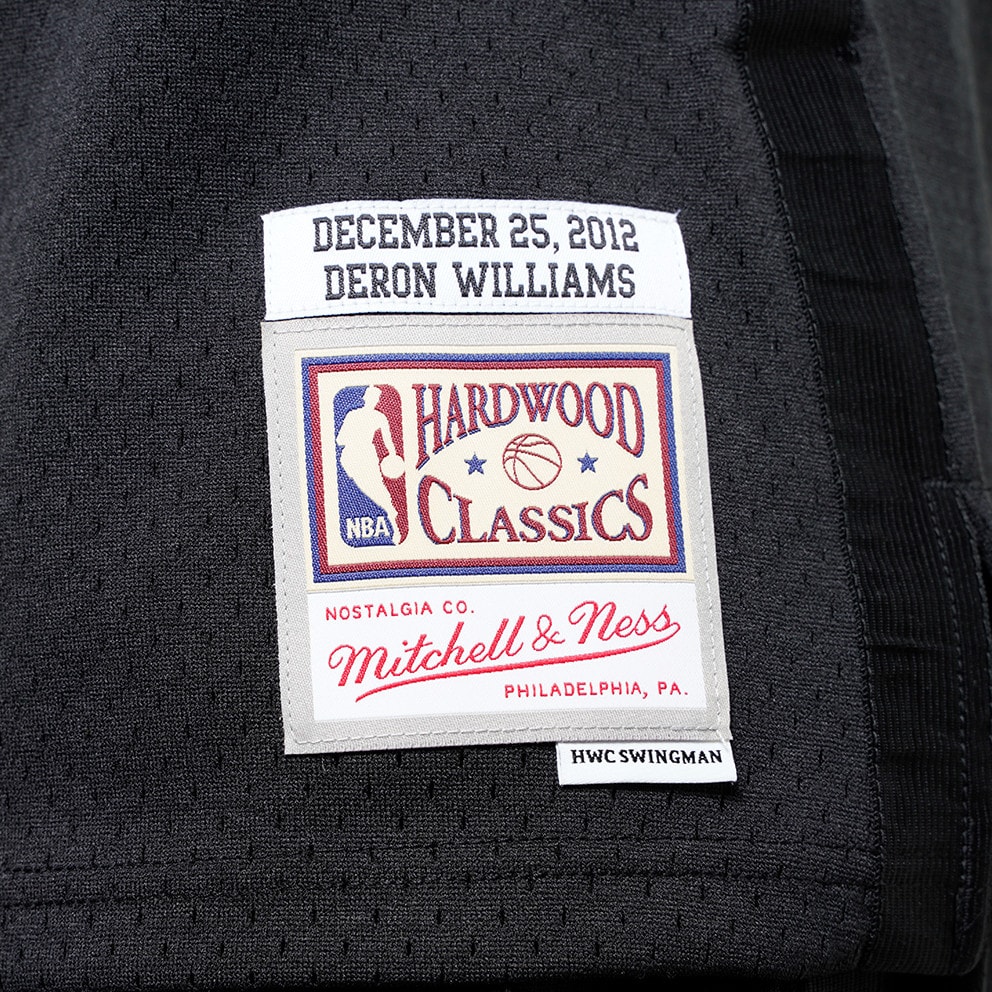 DECEMBER 25, 2012
DERON WILLIAMS
HARDWOOD
CLASSICS
NBA
NOSTALGIA CO.
Mitchell & Ness
PHILADELPHIA, PA.
HWC SWINGMAN